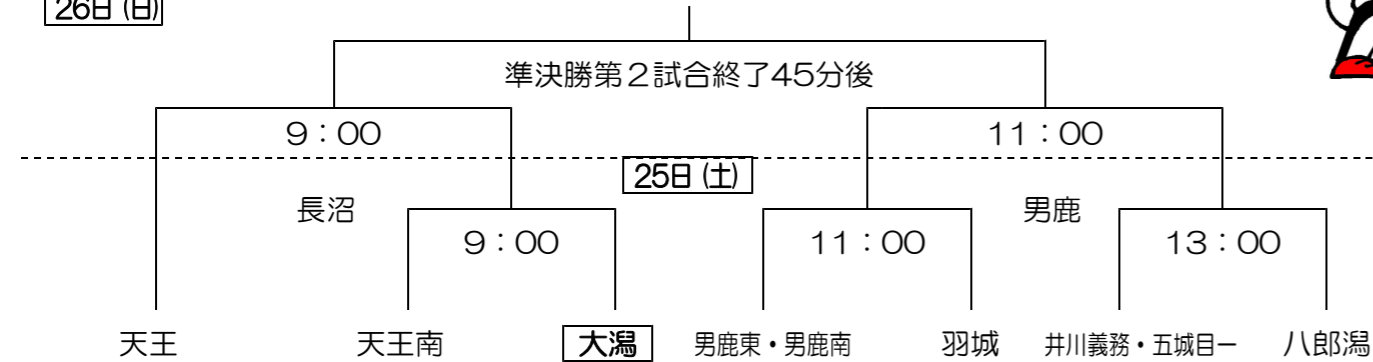 26日(日)
準決勝第２試合終了45分後
９：００
１１：００
25日(土)
長沼
男鹿
９：００
１１：００
１３：００
天王
天王南
大潟
男鹿東・男鹿南
羽城
井川義務・五城目一
八郎潟